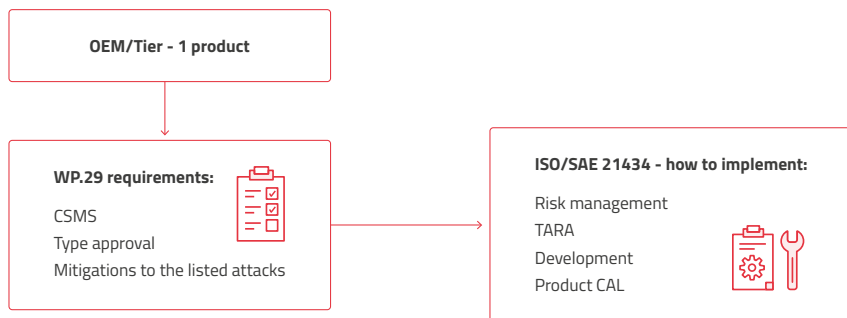 OEM/Tier - 1 product
WP.29 requirements:
CSMS
Type approval
Mitigations to the listed attacks
ISO/SAE 21434 - how to implement:
Risk management
TARA
Development
Product CAL